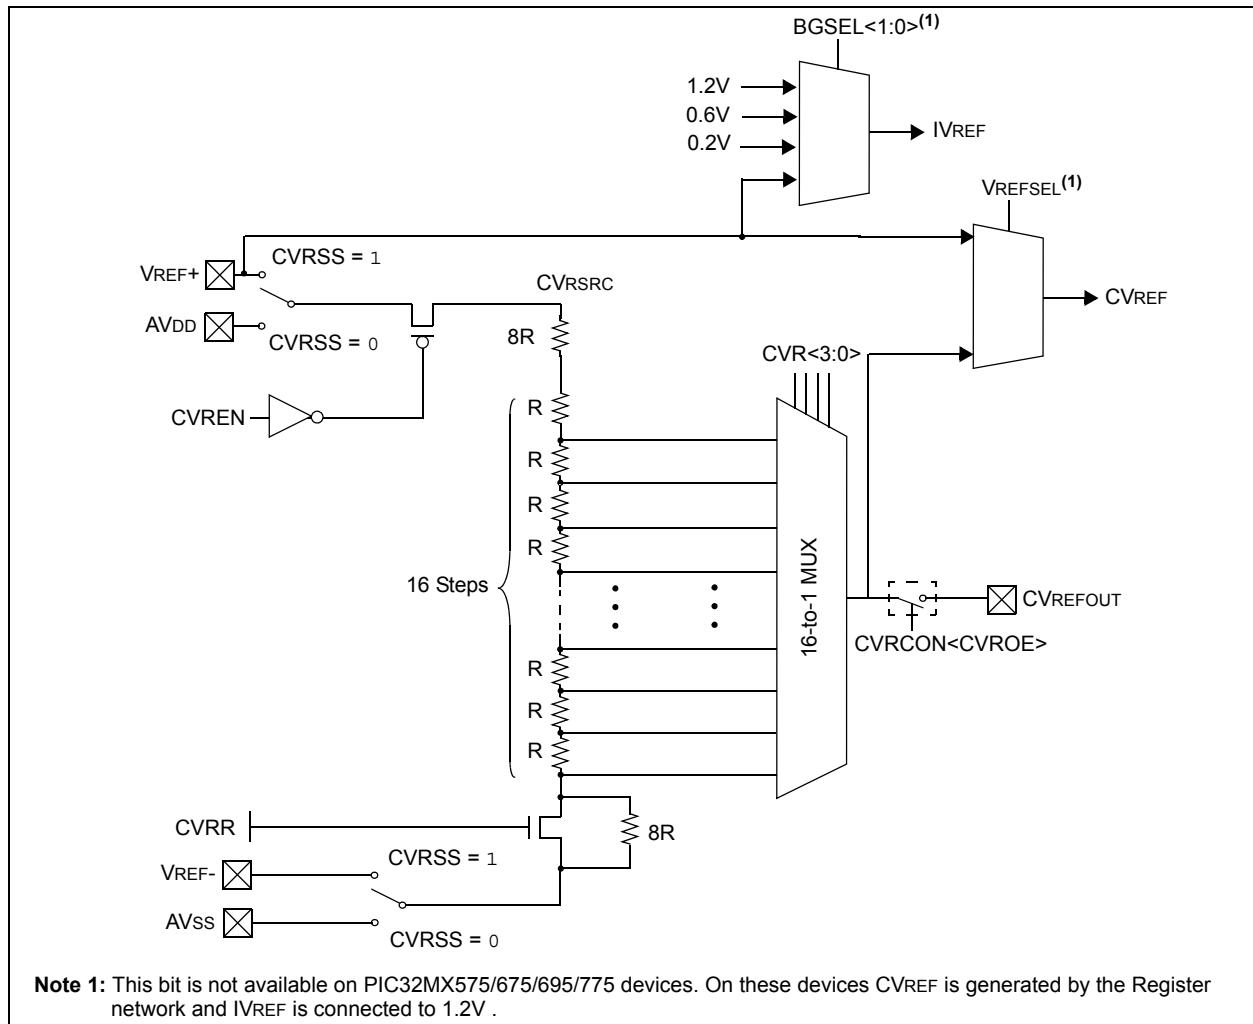 BGSEL<1:0>(1)
1.2V
0.6V
0.2V
IVREF
VREFSEL(1)
CVRSS = 1
VREF+
CVRSRC
CVREF
AVDD
8R
CVRSS = 0
CVR<3:0>
CVREN
R
R
R
R
16 Steps
16-to-1 MUX
CVREFOUT
CVRCON<CVROE>
R
R
R
CVRR
8R
CVRSS = 1
VREF-
AVSS
CVRSS = 0
Note 1: This bit is not available on PIC32MX575/675/695/775 devices. On these devices CVREF is generated by the Register
network and IVREF is connected to 1.2V .